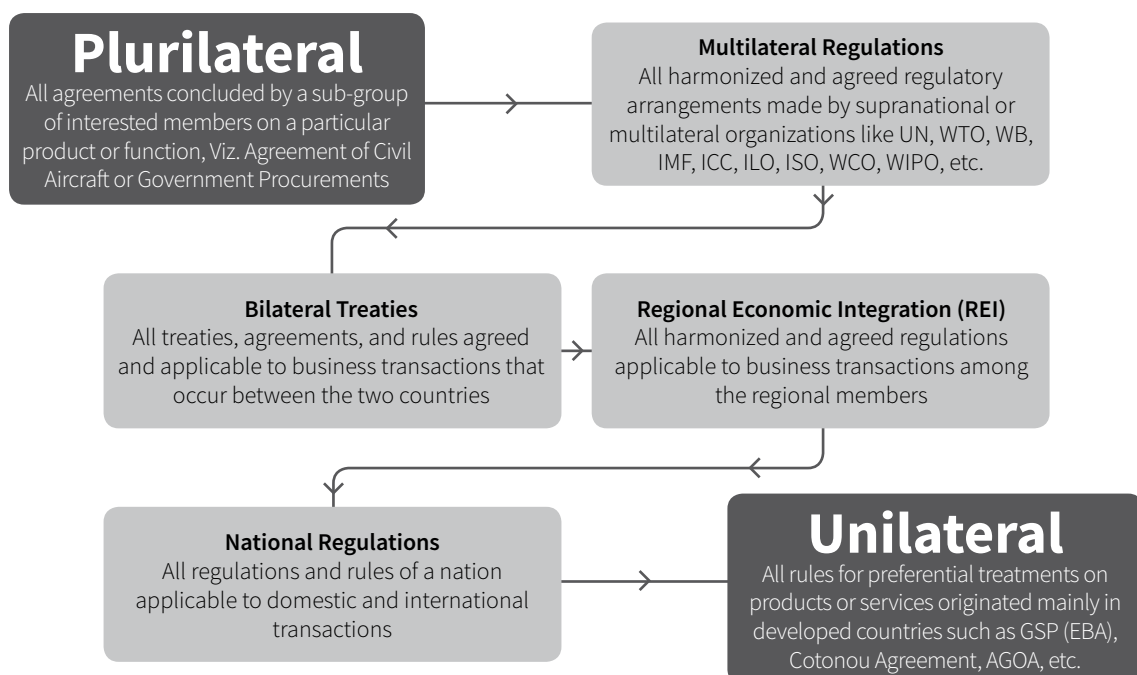 Plurilateral
All agreements concluded by a sub-group
of interested members on a particular
product or function, Viz. Agreement of Civil
Aircraft or Government Procurements
Multilateral Regulations
All harmonized and agreed regulatory
arrangements made by supranational or
multilateral organizations like UN, WTO, WB,
IMF, ICC, ILO, ISO, WCO, WIPO, etc.
Bilateral Treaties
All treaties, agreements, and rules agreed
and applicable to business transactions that
occur between the two countries
Regional Economic Integration (REI)
All harmonized and agreed regulations
applicable to business transactions among
the regional members
National Regulations
All regulations and rules of a nation
applicable to domestic and international
transactions
Unilateral
All rules for preferential treatments on
products or services originated mainly in
developed countries such as GSP (EBA),
Cotonou Agreement, AGOA, etc.